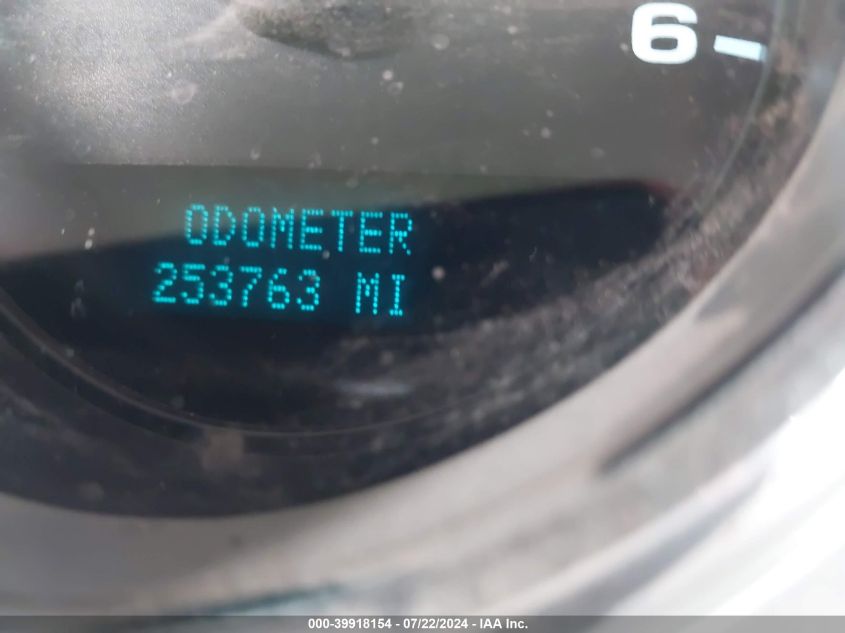 6
ODOMETER
253763 MI
000-39918154 - 07/22/2024 - IAA Inc.